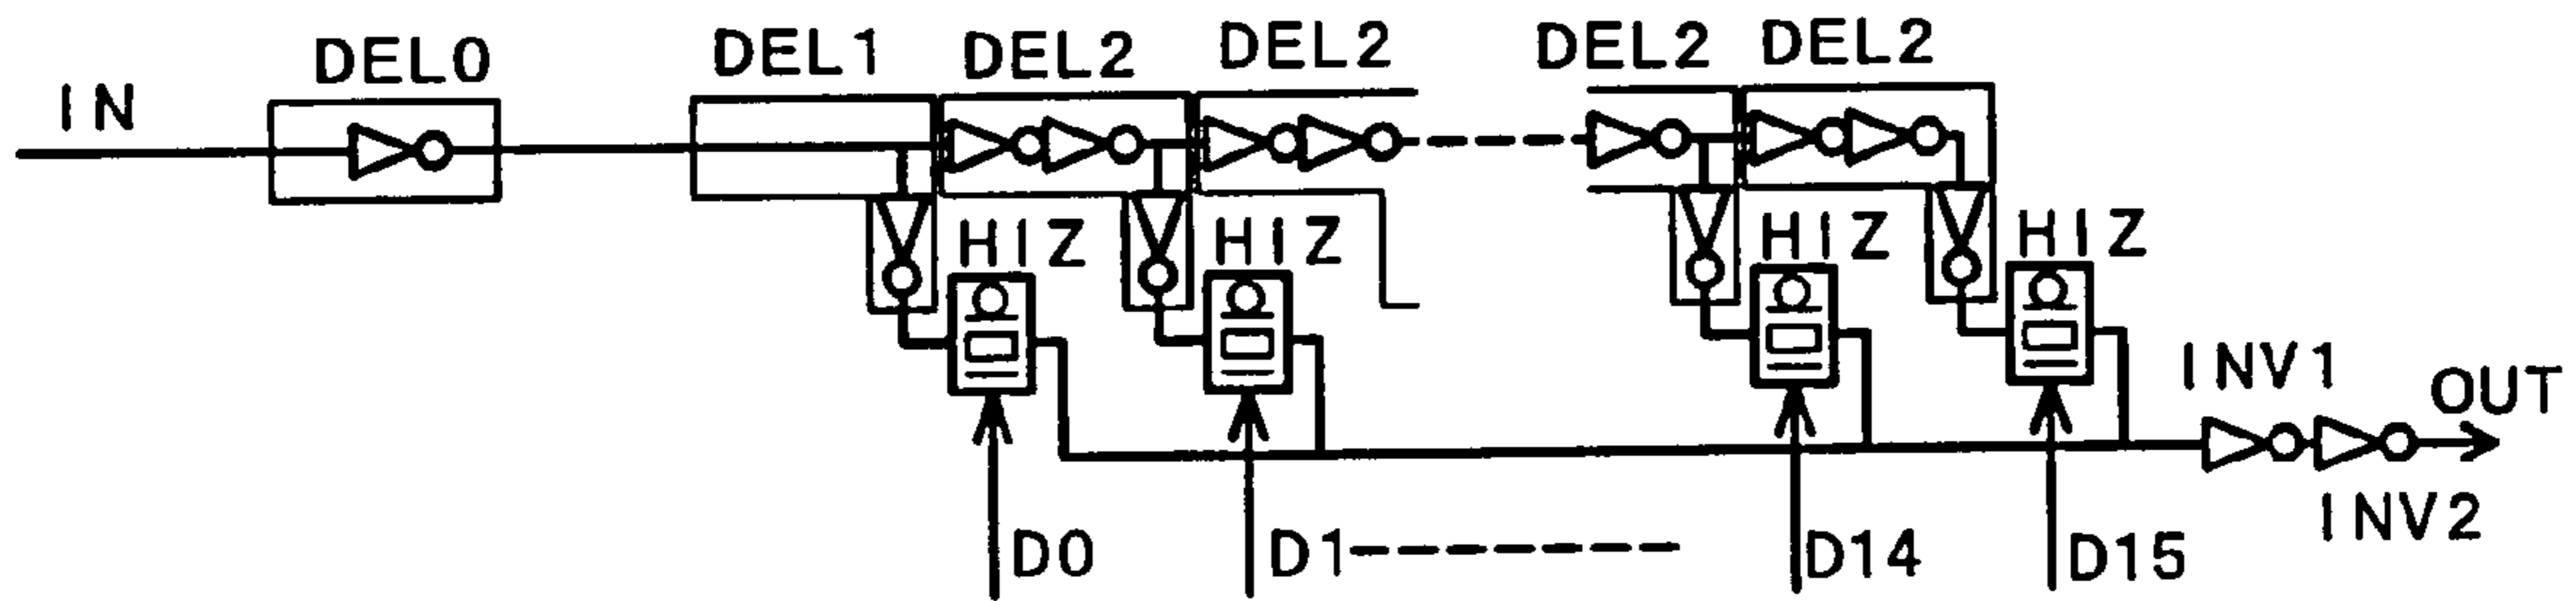 IN DEL0 DEL1 DEL2 DEL2 DEL2 DEL2
HIZ HIZ HIZ HIZ
INV1 OUT
D0 D1 D14 D15 INV2